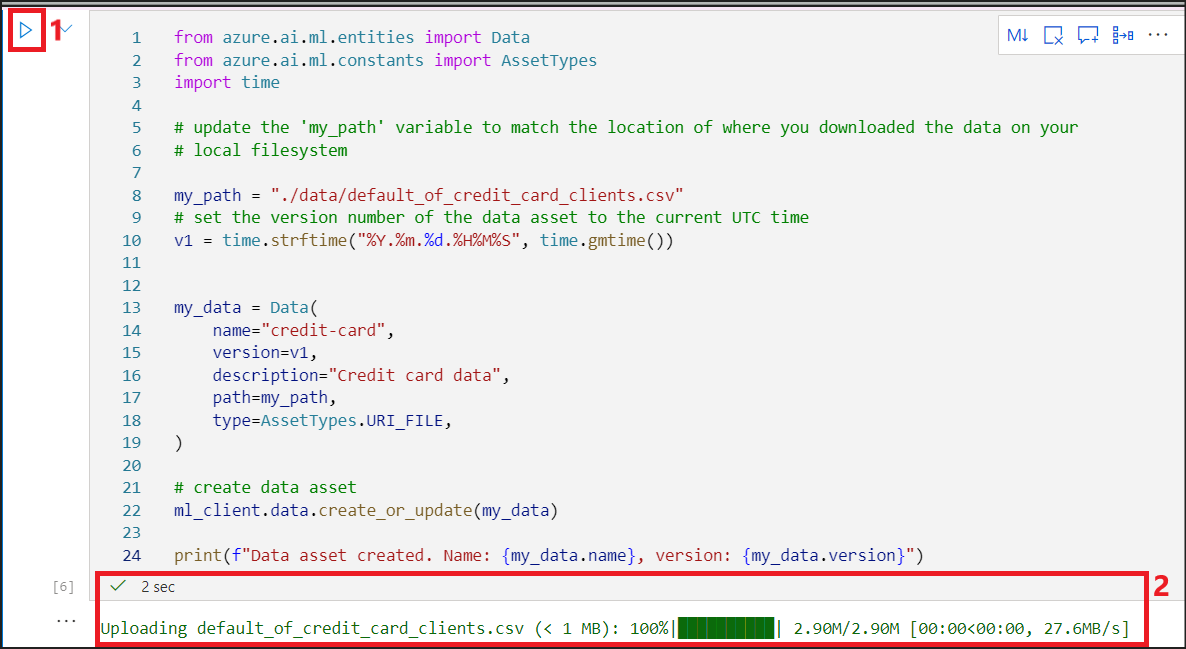 1
1 from azure.ai.ml.entities import Data
2 from azure.ai.ml.constants import AssetTypes
3 import time
4
5 # update the 'my_path' variable to match the location of where you downloaded the data on your
6 # local filesystem
7
8 my_path = "./data/default_of_credit_card_clients.csv"
9 # set the version number of the data asset to the current UTC time
10 v1 = time.strftime("%Y.%m.%d.%H%M%S", time.gmtime())
11
12
13 my_data = Data(
14     name="credit-card",
15     version=v1,
16     description="Credit card data",
17     path=my_path,
18     type=AssetTypes.URI_FILE,
19 )
20
21 # create data asset
22 ml_client.data.create_or_update(my_data)
23
24 print(f"Data asset created. Name: {my_data.name}, version: {my_data.version}")
M↓ ···
[6] ✓ 2 sec
2
··· Uploading default_of_credit_card_clients.csv (< 1 MB): 100%|██████████| 2.90M/2.90M [00:00<00:00, 27.6MB/s]